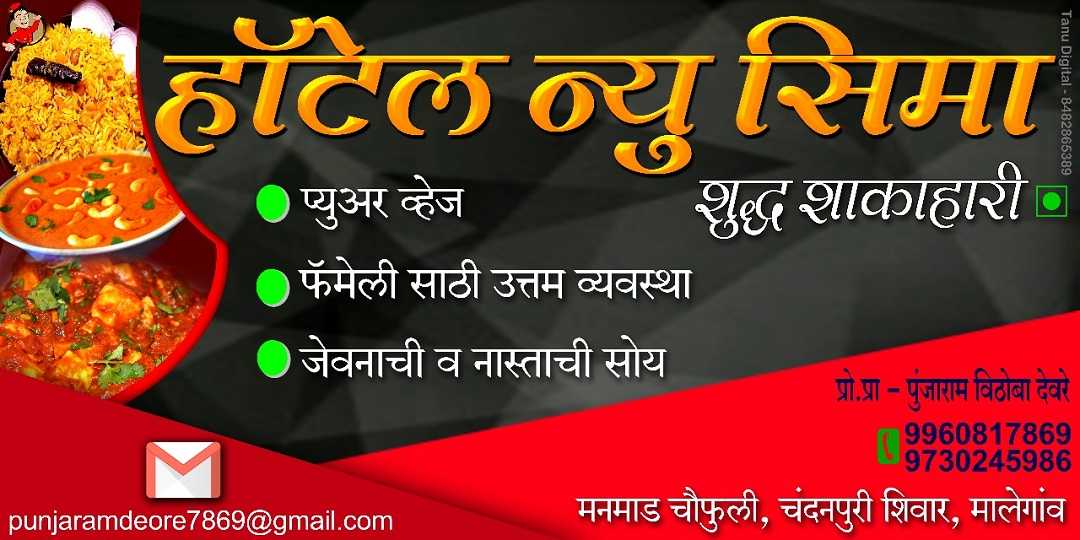 हॉटेल न्यु सिमा
शुद्ध शाकाहारी
प्युअर व्हेज
फॅमेली साठी उत्तम व्यवस्था
जेवनाची व नास्ताची सोय
प्रो.प्रा - पुंजाराम विठोबा देवरे
9960817869
9730245986
punjaramdeore7869@gmail.com
मनमाड चौफुली, चंदनपुरी शिवार, मालेगांव
Tanu Digital - 8482865389